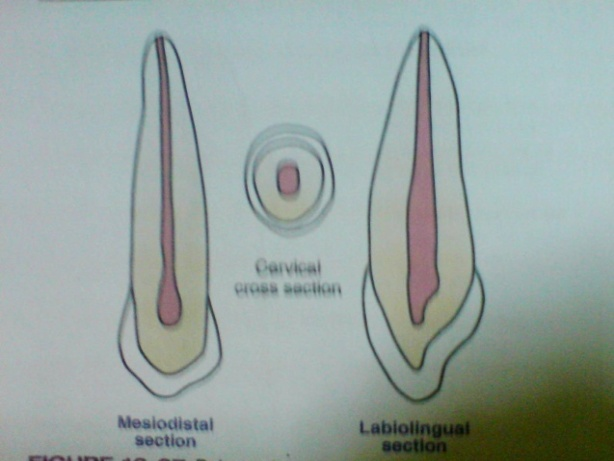 Cervical
cross section
Mesiodistal
section
Labiolingual
section